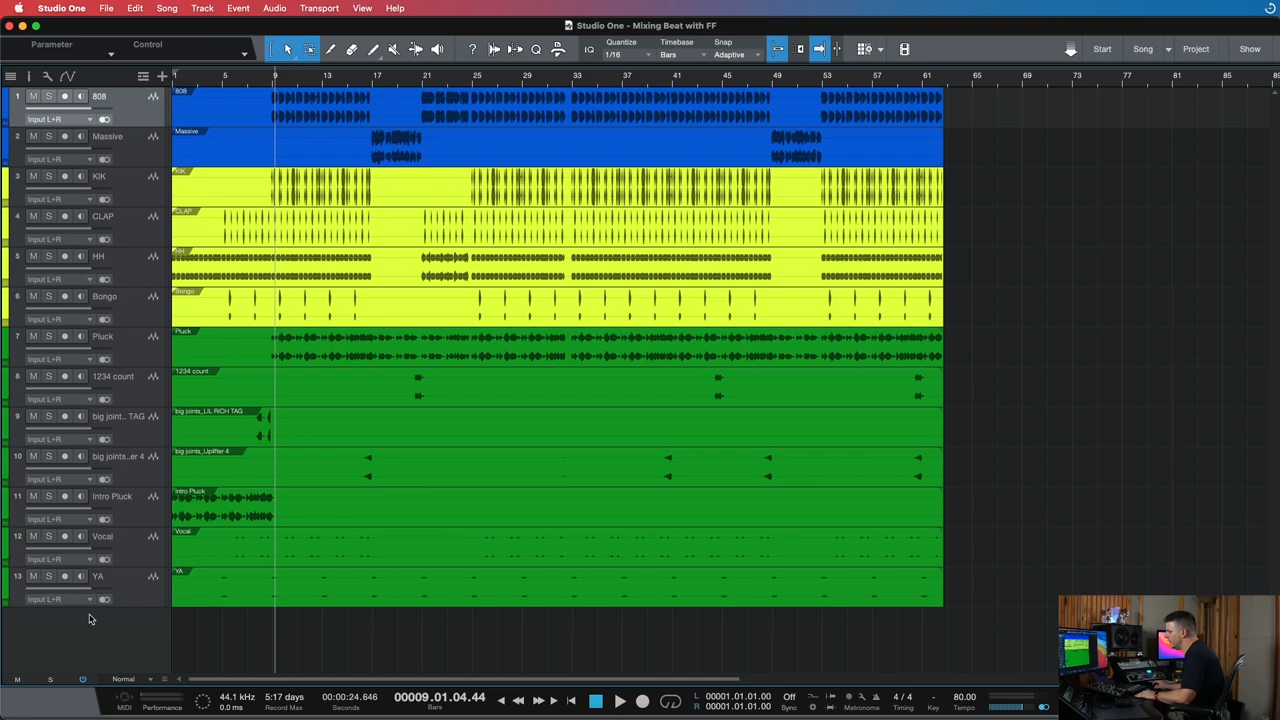 Studio One File Edit Song Track Event Audio Transport View Help
Studio One - Mixing Beat with FF
Parameter Control
? IQ Quantize 1/16 Timebase Bars Snap Adaptive Start Song Project Show
i 1 5 9 13 17 21 25 29 33 37 41 45 49 53 57 61 65 69 73 77 81 85 89
1 M S 808
Input L+R
808
2 M S Massive
Input L+R
Massive
3 M S KIK
Input L+R
KIK
4 M S CLAP
Input L+R
CLAP
5 M S HH
Input L+R
HH
6 M S Bongo
Input L+R
Bongo
7 M S Pluck
Input L+R
Pluck
8 M S 1234 count
Input L+R
1234 count
9 M S big joint.. TAG
Input L+R
big joints_LIL RICH TAG
10 M S big joints..er 4
Input L+R
big joints_Uplifter 4
11 M S Intro Pluck
Input L+R
Intro Pluck
12 M S Vocal
Input L+R
Vocal
13 M S YA
Input L+R
YA
M S Normal
MIDI Performance 44.1 kHz 0.0 ms 5:17 days Record Max 00:00:24.646 Seconds 00009.01.04.44 Bars L 00001.01.01.00 R 00001.01.01.00 Off Sync Metronome 4 / 4 Timing - Key 80.00 Tempo